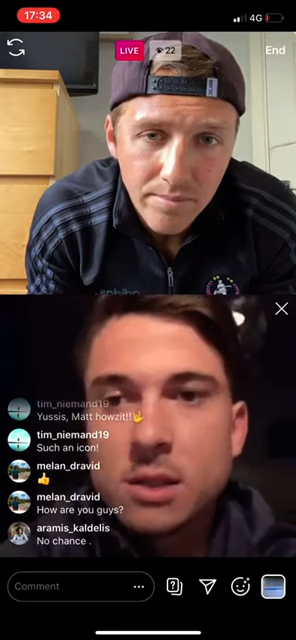 17:34
4G
LIVE
22
End
tim_niemand19
Yussis, Matt howzit!!🤟
tim_niemand19
Such an icon!
melan_dravid
👍
melan_dravid
How are you guys?
aramis_kaldelis
No chance .
Comment